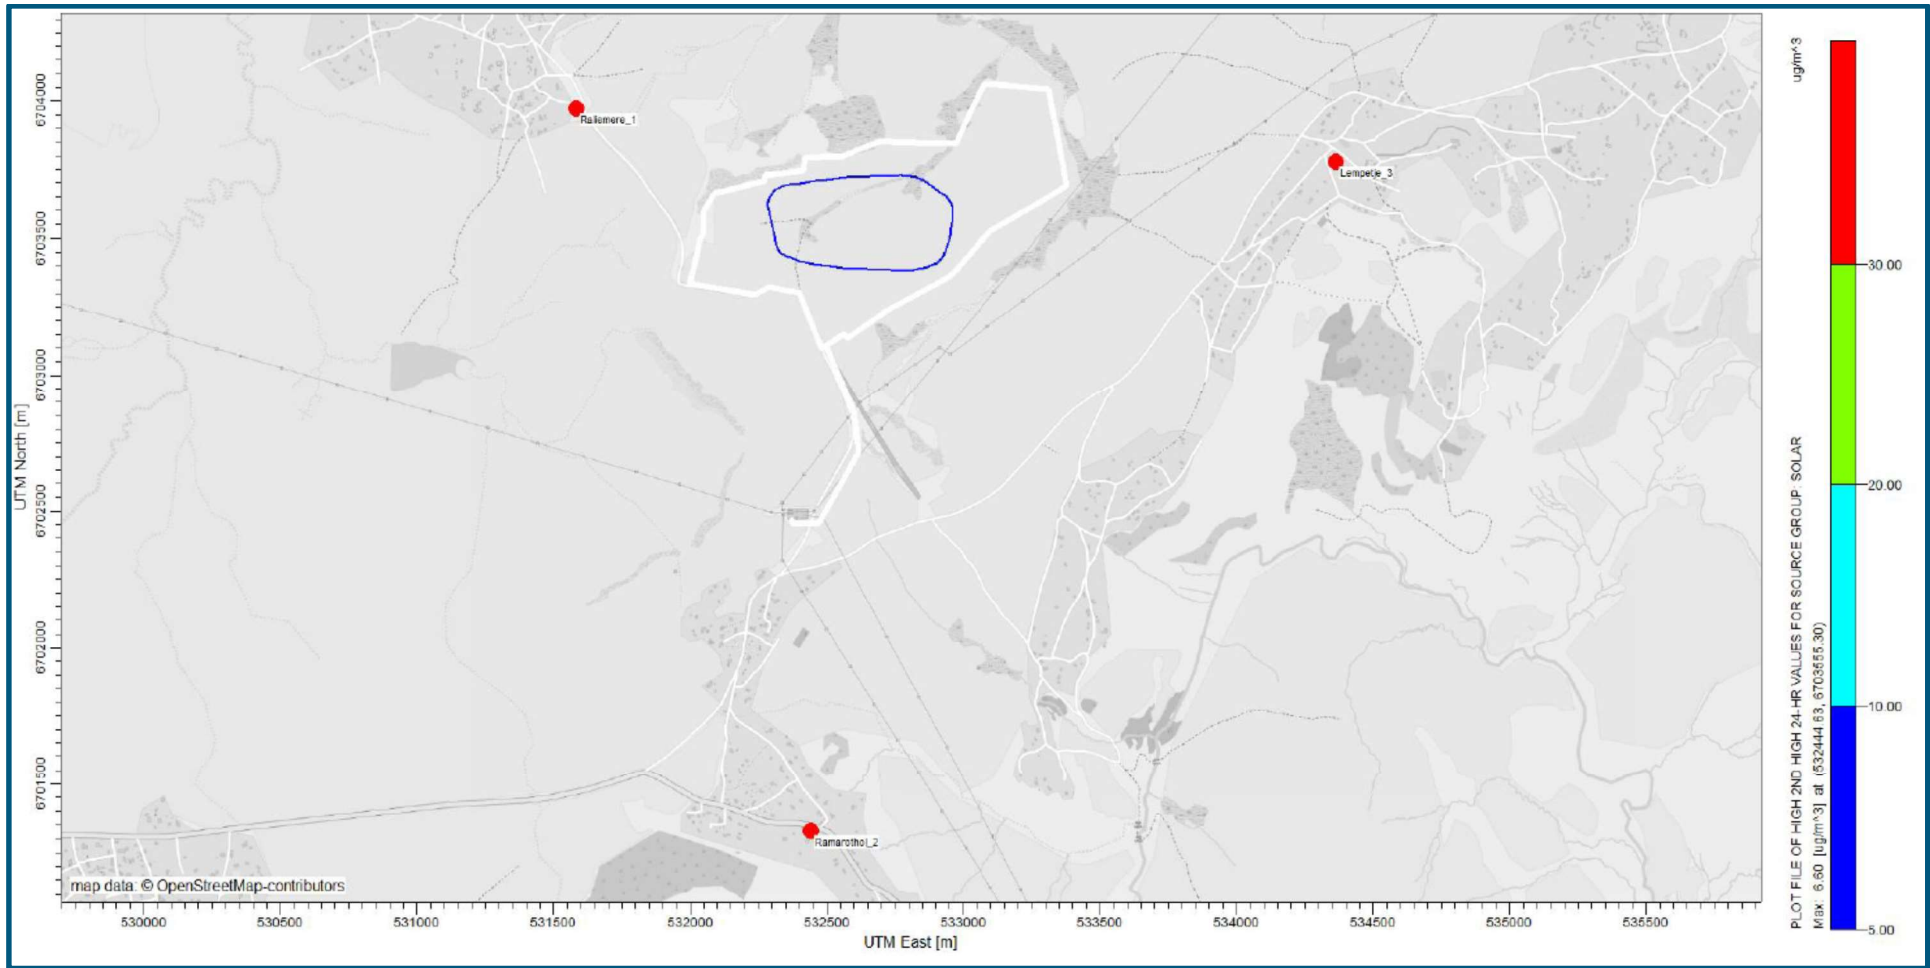 ug/m^3
Rallemere_1
Lempetje_3
Ramarothol_2
6704000
6703500
6703000
6702500
6702000
6701500
UTM North [m]
530000
530500
531000
531500
532000
532500
533000
533500
534000
534500
535000
535500
UTM East [m]
map data: © OpenStreetMap-contributors
PLOT FILE OF HIGH 2ND HIGH 24-HR VALUES FOR SOURCE GROUP: SOLAR
Max: 6.60 [ug/m^3] at (532444.63, 6703555.30)
30.00
20.00
10.00
5.00